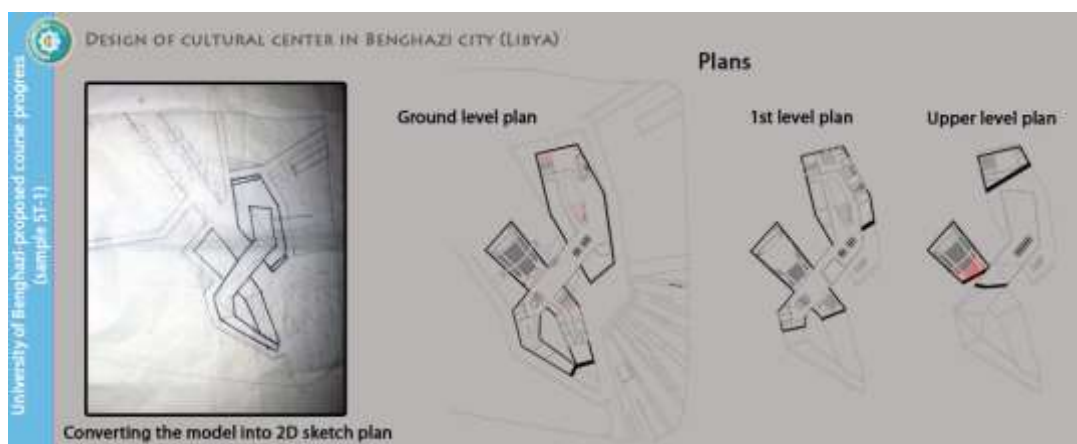 DESIGN OF CULTURAL CENTER IN BENGHAZI CITY (LIBYA)
University of Benghazi-proposed course progress
(sample ST-1)
Plans
Ground level plan
1st level plan
Upper level plan
Converting the model into 2D sketch plan